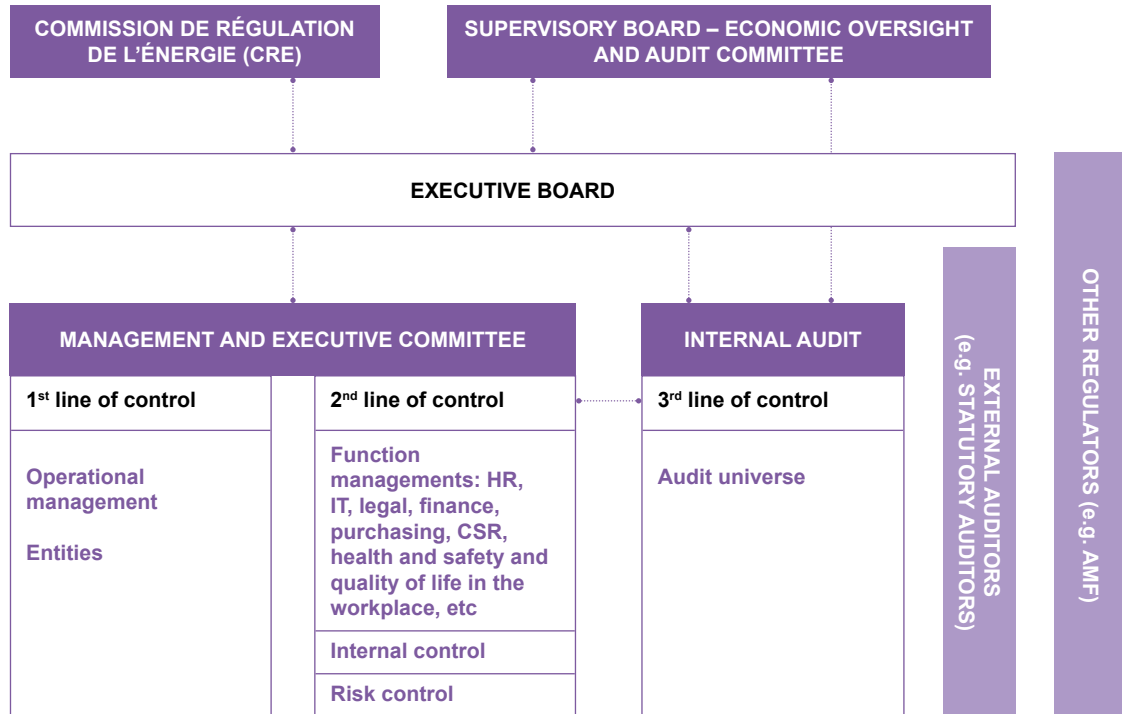 COMMISSION DE RÉGULATION
DE L’ÉNERGIE (CRE)
SUPERVISORY BOARD – ECONOMIC OVERSIGHT
AND AUDIT COMMITTEE
EXECUTIVE BOARD
MANAGEMENT AND EXECUTIVE COMMITTEE
1st line of control
Operational
management
Entities
2nd line of control
Function
managements: HR,
IT, legal, finance,
purchasing, CSR,
health and safety and
quality of life in the
workplace, etc
Internal control
Risk control
INTERNAL AUDIT
3rd line of control
Audit universe
EXTERNAL AUDITORS
(e.g. STATUTORY AUDITORS)
OTHER REGULATORS (e.g. AMF)